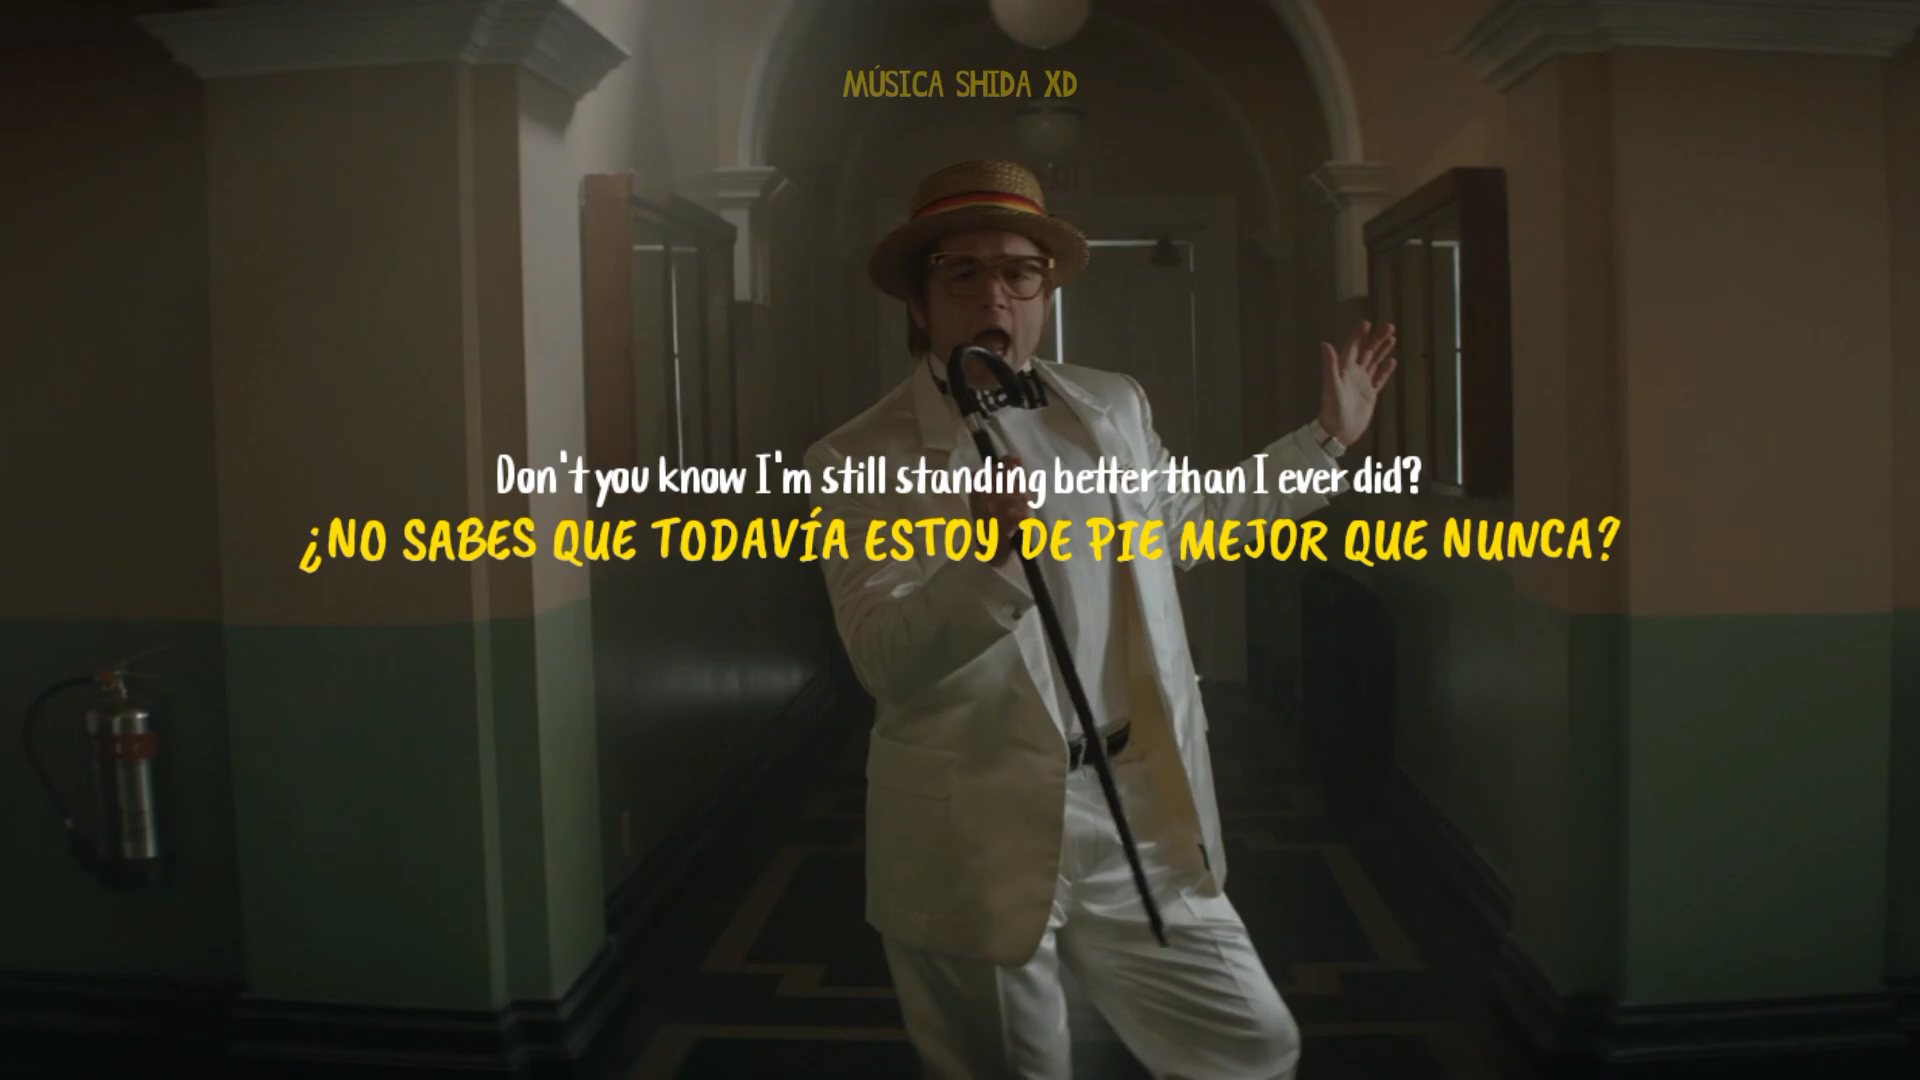 MÚSICA SHIDA XD
Don't you know I'm still standing better than I ever did?
¿NO SABES QUE TODAVÍA ESTOY DE PIE MEJOR QUE NUNCA?